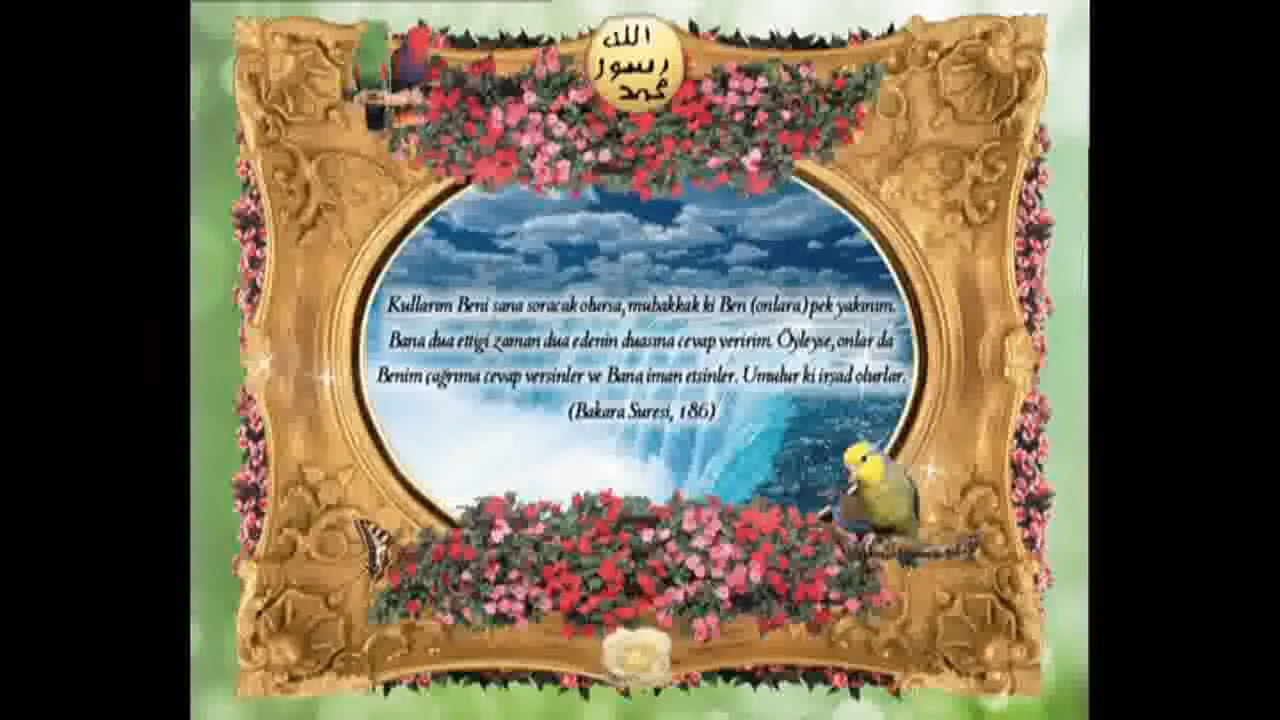 الله
رسول
محمد
Kullarım Beni sana soracak olursa, muhakkak ki Ben (onlara) pek yakınım.
Bana dua ettiği zaman dua edenin duasına cevap veririm. Öyleyse, onlar da
Benim çağrıma cevap versinler ve Bana iman etsinler. Umulur ki irşad olurlar.
(Bakara Suresi, 186)